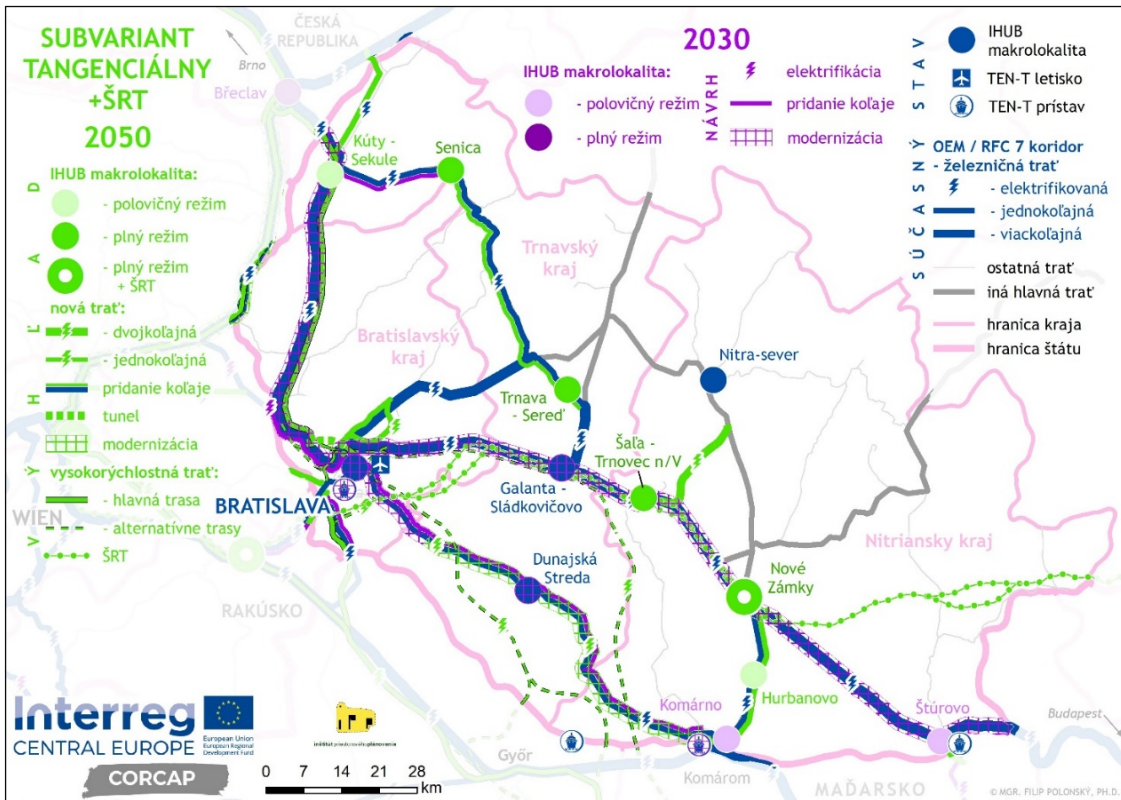 SUBVARIANT
TANGENCIÁLNY
+ŠRT
2050
IHUB makrolokalita:
- polovičný režim
- plný režim
- plný režim
+ ŠRT
nová trať:
- dvojkoľajná
- jednokoľajná
pridanie koľaje
tunel
modernizácia
vysokorýchlostná trať:
- hlavná trasa
- alternatívne trasy
ŠRT
VÝHĽAD
2030
IHUB makrolokalita:
- polovičný režim
- plný režim
NÁVRH
elektrifikácia
pridanie koľaje
modernizácia
SÚČASNÝ STAV
IHUB
makrolokalita
TEN-T letisko
TEN-T prístav
OEM / RFC 7 koridor
- železničná trať
- elektrifikovaná
- jednokoľajná
- viackoľajná
ostatná trať
iná hlavná trať
hranica kraja
hranica štátu
ČESKÁ
REPUBLIKA
Brno
Břeclav
Kúty -
Sekule
Senica
Trnavský
kraj
Bratislavský
kraj
Nitra-sever
Trnava
- Sereď
Šaľa -
Trnovec n/V
BRATISLAVA
Galanta -
Sládkovičovo
WIEN
Nitriansky kraj
Dunajská
Streda
Nové
Zámky
RAKÚSKO
Hurbanovo
Komárno
Štúrovo
Budapest
Győr
Komárom
MAĎARSKO
Interreg
CENTRAL EUROPE
European Union
European Regional
Development Fund
CORCAP
inštitút priestorového plánovania
0 7 14 21 28
km
© MGR. FILIP POLONSKÝ, PH.D.